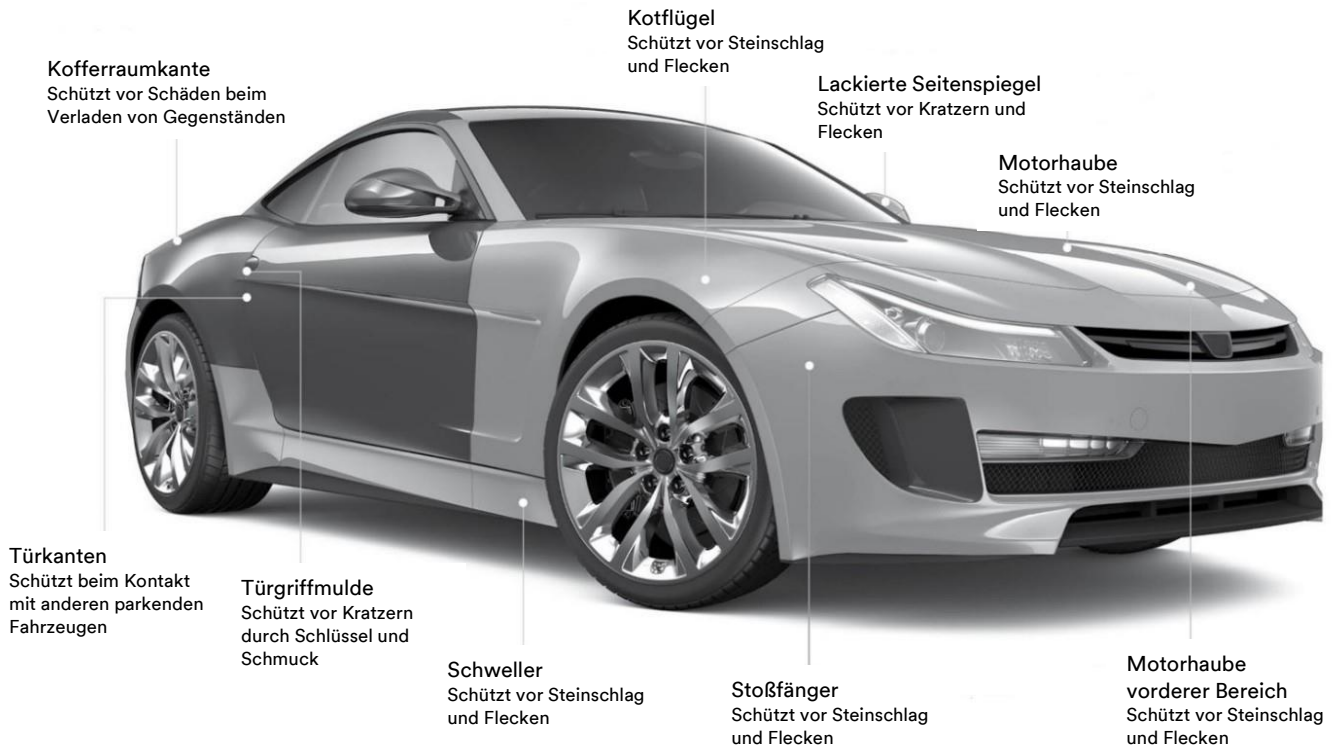 Kotflügel
Schützt vor Steinschlag
und Flecken
Kofferraumkante
Schützt vor Schäden beim
Verladen von Gegenständen
Lackierte Seitenspiegel
Schützt vor Kratzern und
Flecken
Motorhaube
Schützt vor Steinschlag
und Flecken
Türkanten
Schützt beim Kontakt
mit anderen parkenden
Fahrzeugen
Türgriffmulde
Schützt vor Kratzern
durch Schlüssel und
Schmuck
Schweller
Schützt vor Steinschlag
und Flecken
Stoßfänger
Schützt vor Steinschlag
und Flecken
Motorhaube
vorderer Bereich
Schützt vor Steinschlag
und Flecken